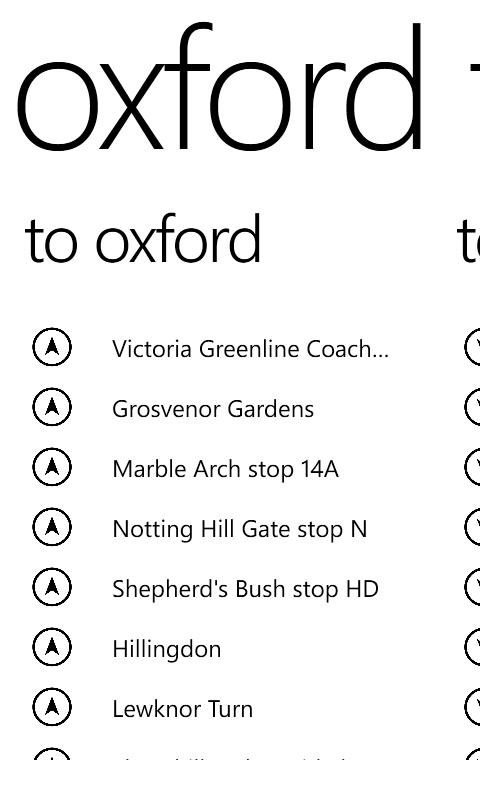 oxford
to oxford
Victoria Greenline Coach...
Grosvenor Gardens
Marble Arch stop 14A
Notting Hill Gate stop N
Shepherd's Bush stop HD
Hillingdon
Lewknor Turn